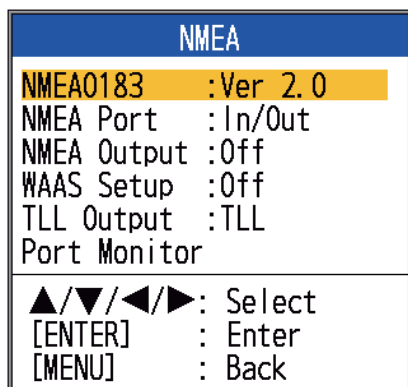 NMEA
NMEA0183 :Ver 2.0
NMEA Port :In/Out
NMEA Output :Off
WAAS Setup :Off
TLL Output :TLL
Port Monitor
▲/▼/◀/▶: Select
[ENTER] : Enter
[MENU] : Back